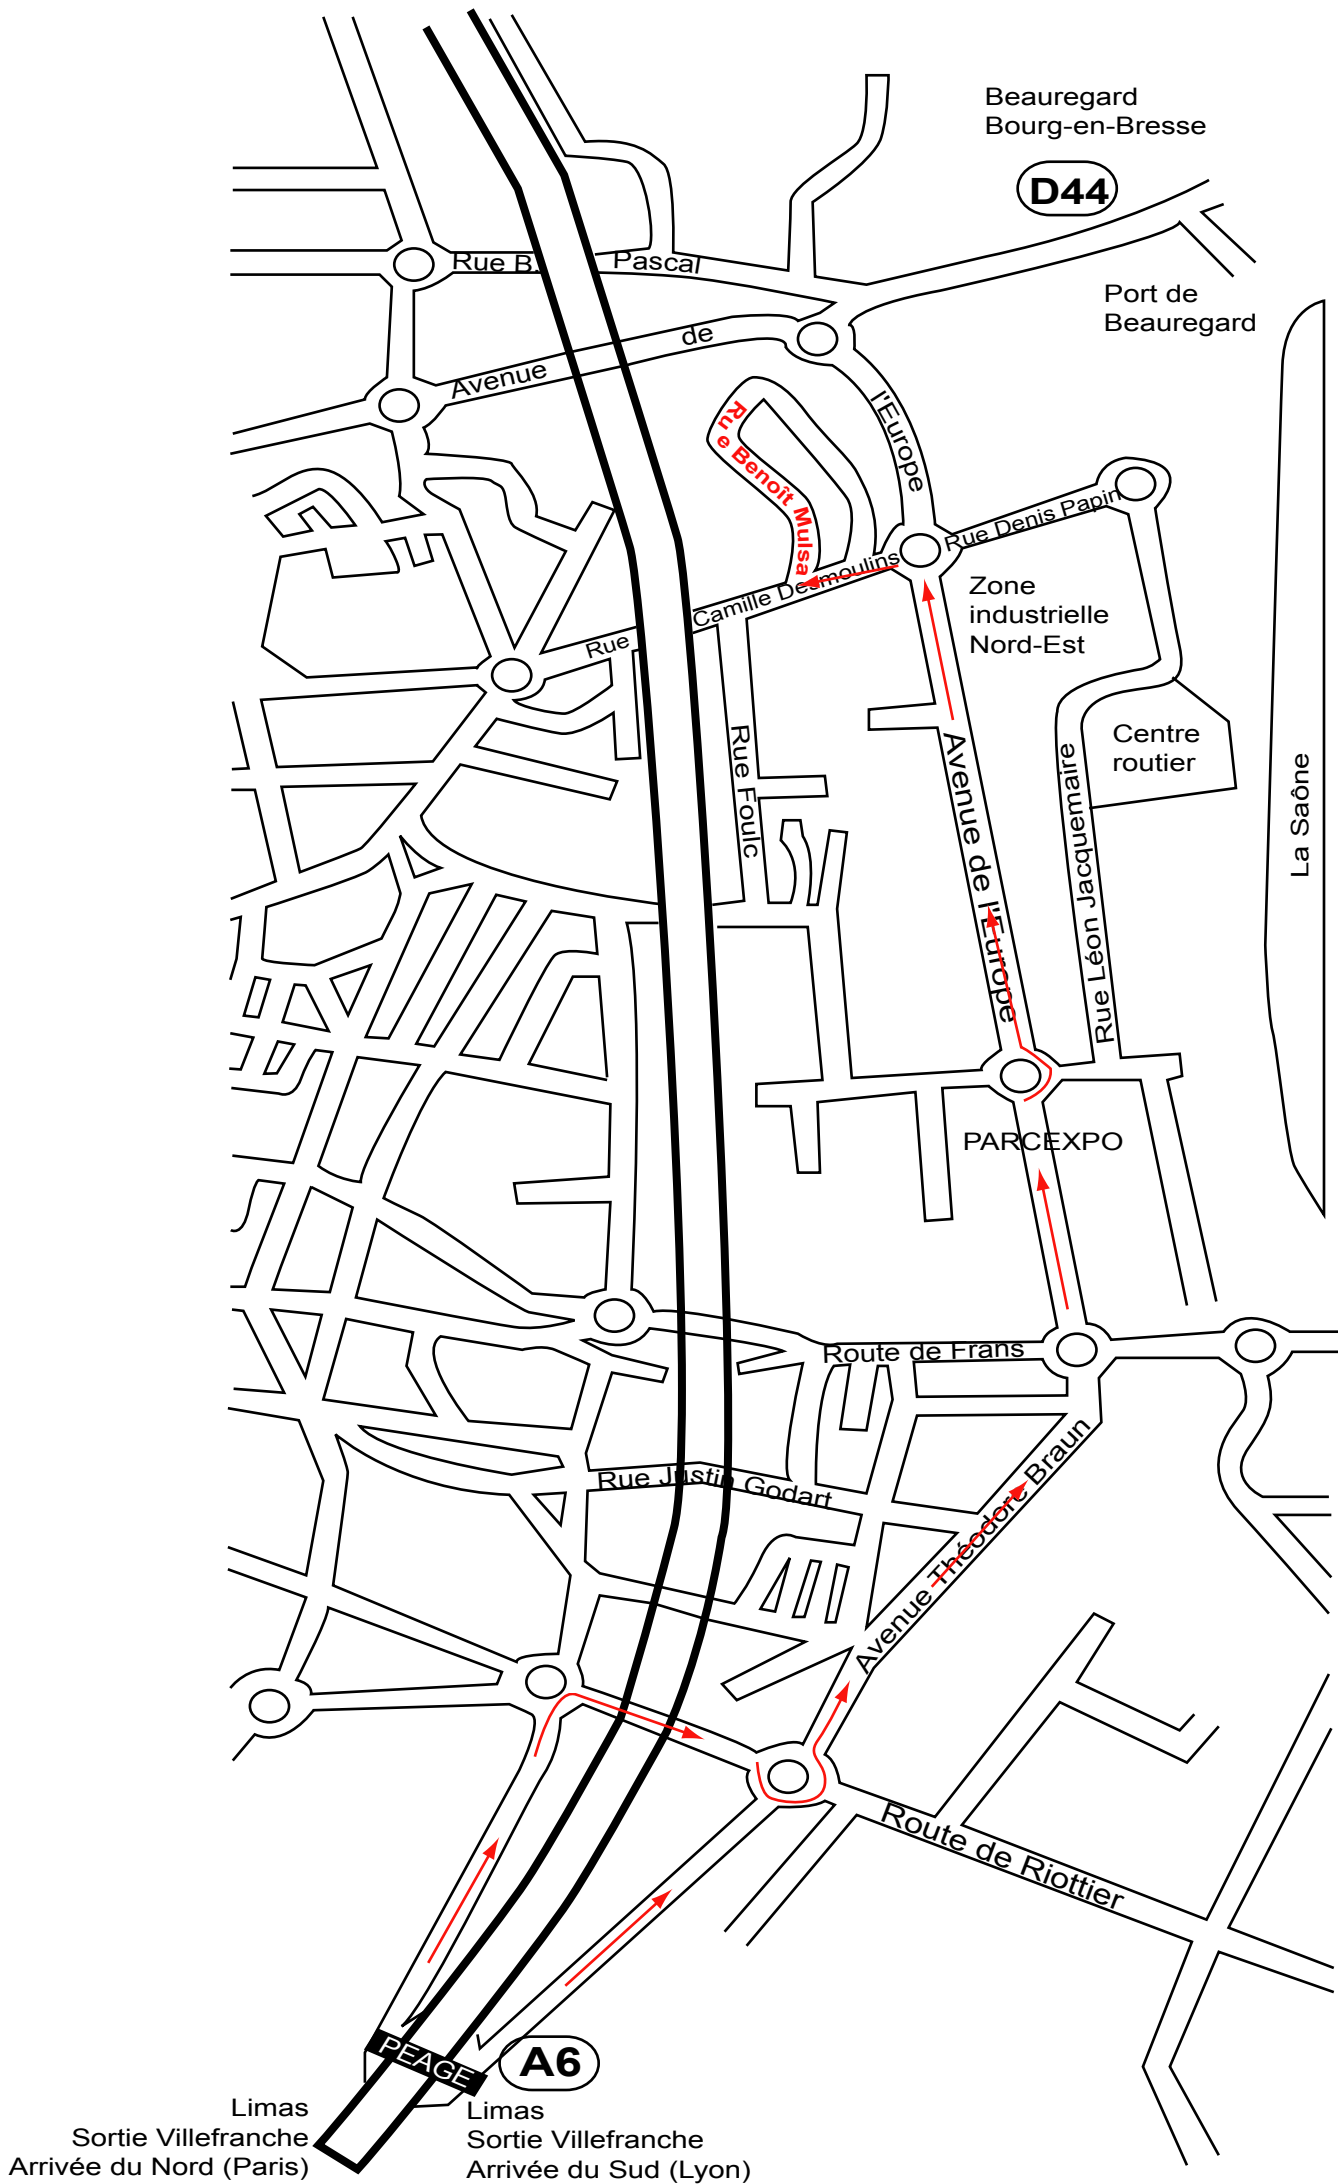 Beauregard
Bourg-en-Bresse
D44
Rue B. Pascal
Port de
Beauregard
Avenue de l'Europe
Rue Benoît Mulsa
Rue Denis Papin
Rue Camille Desmoulins
Zone
industrielle
Nord-Est
Centre
routier
Rue Foulc
Avenue de l'Europe
Rue Léon Jacquemaire
La Saône
PARCEXPO
Route de Frans
Rue Justin Godart
Avenue Théodore Braun
Route de Riottier
PEAGE
A6
Limas
Sortie Villefranche
Arrivée du Nord (Paris)
Limas
Sortie Villefranche
Arrivée du Sud (Lyon)